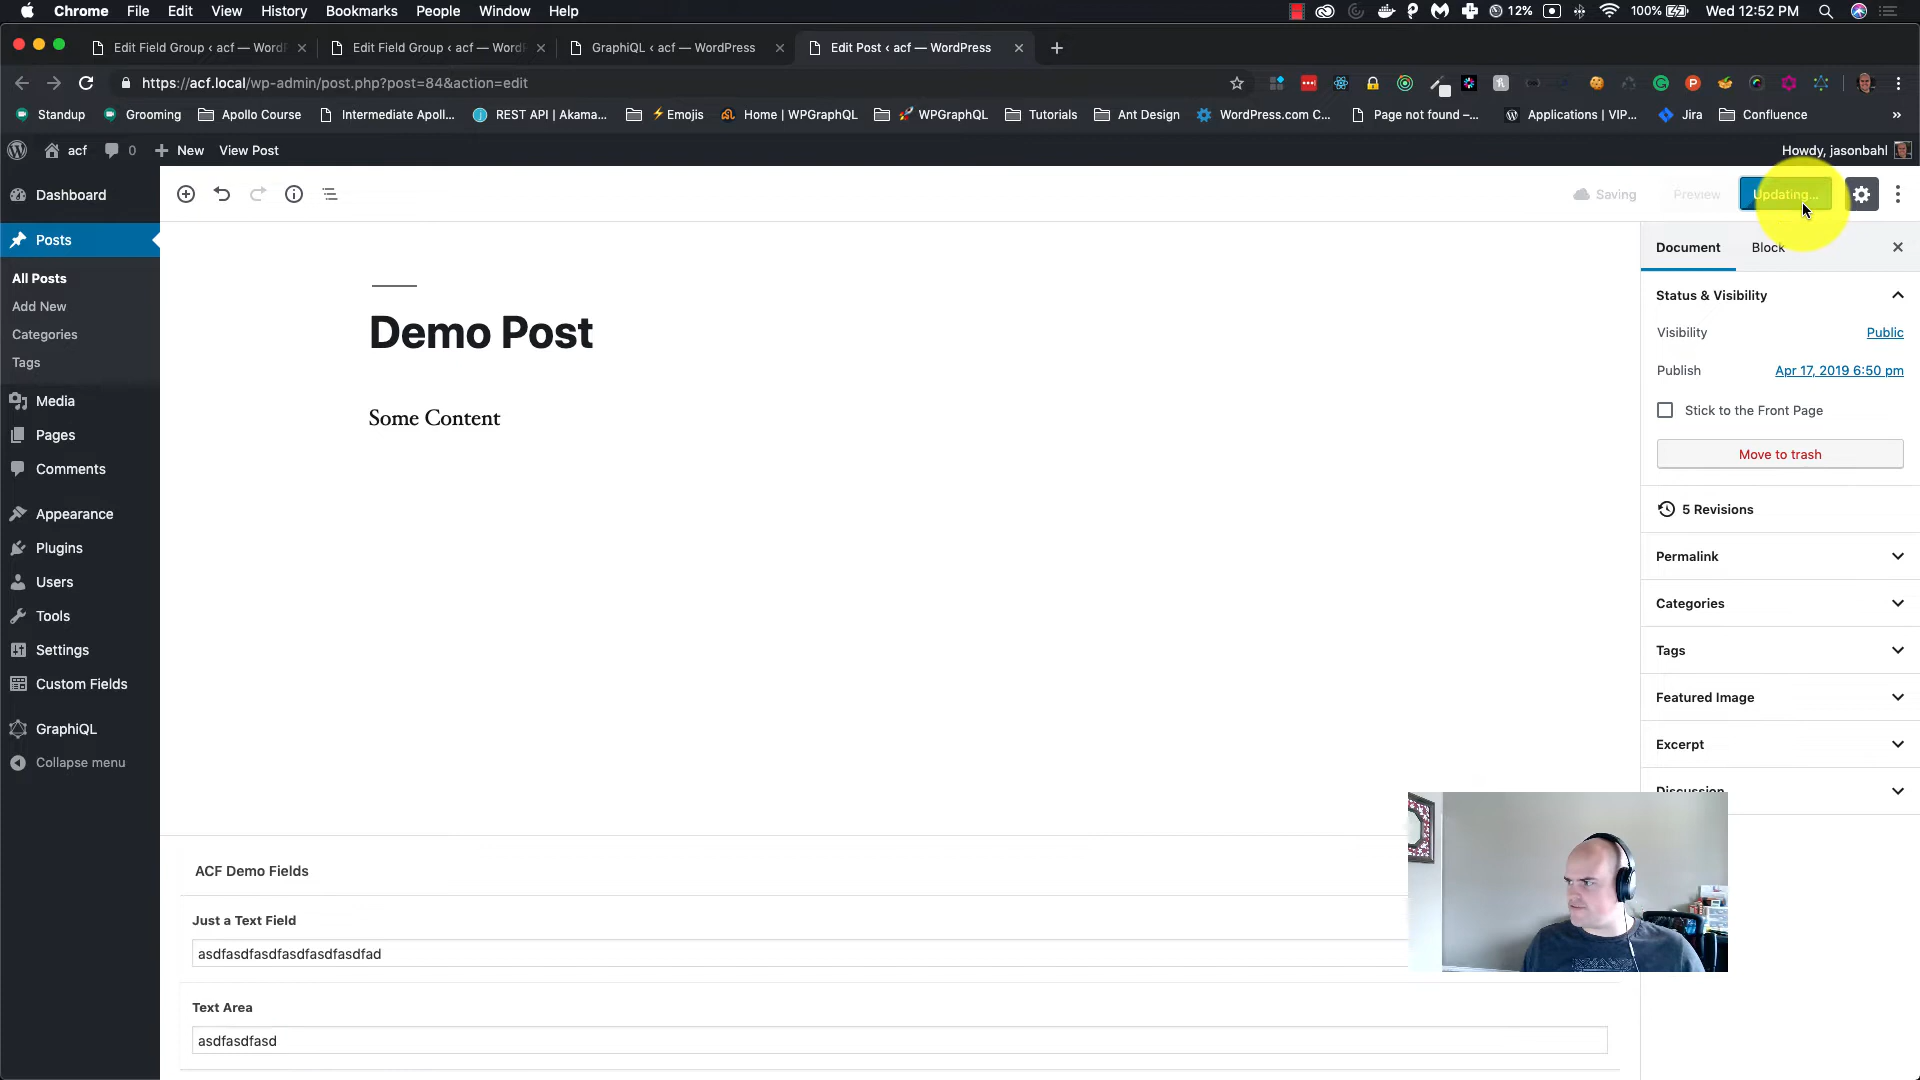 Chrome File Edit View History Bookmarks People Window Help 12% 100% Wed 12:52 PM
Edit Field Group ‹ acf — WordP Edit Field Group ‹ acf — WordP GraphiQL ‹ acf — WordPress Edit Post ‹ acf — WordPress
https://acf.local/wp-admin/post.php?post=84&action=edit
Standup Grooming Apollo Course Intermediate Apoll... REST API | Akama... ⚡Emojis Home | WPGraphQL 🚀 WPGraphQL Tutorials Ant Design WordPress.com C... Page not found –... Applications | VIP... Jira Confluence »
acf 0 New View Post Howdy, jasonbahl
Dashboard
Posts
All Posts
Add New
Categories
Tags
Media
Pages
Comments
Appearance
Plugins
Users
Tools
Settings
Custom Fields
GraphiQL
Collapse menu
Saving Preview Updating...
Demo Post
Some Content
ACF Demo Fields
Just a Text Field
asdfasdfasdfasdfasdfasdfad
Text Area
asdfasdfasd
Document Block
Status & Visibility
Visibility Public
Publish Apr 17, 2019 6:50 pm
Stick to the Front Page
Move to trash
5 Revisions
Permalink
Categories
Tags
Featured Image
Excerpt
Discussion